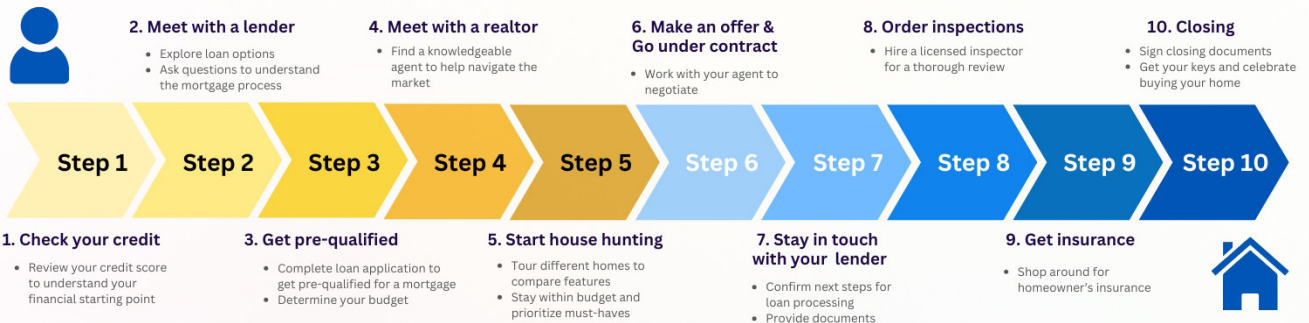 2. Meet with a lender
• Explore loan options
• Ask questions to understand
the mortgage process
4. Meet with a realtor
• Find a knowledgeable
agent to help navigate the
market
6. Make an offer &
Go under contract
• Work with your agent to
negotiate
8. Order inspections
• Hire a licensed inspector
for a thorough review
10. Closing
• Sign closing documents
• Get your keys and celebrate
buying your home
Step 1
Step 2
Step 3
Step 4
Step 5
Step 6
Step 7
Step 8
Step 9
Step 10
1. Check your credit
• Review your credit score
to understand your
financial starting point
3. Get pre-qualified
• Complete loan application to
get pre-qualified for a mortgage
• Determine your budget
5. Start house hunting
• Tour different homes to
compare features
• Stay within budget and
prioritize must-haves
7. Stay in touch
with your lender
• Confirm next steps for
loan processing
• Provide documents
9. Get insurance
• Shop around for
homeowner's insurance